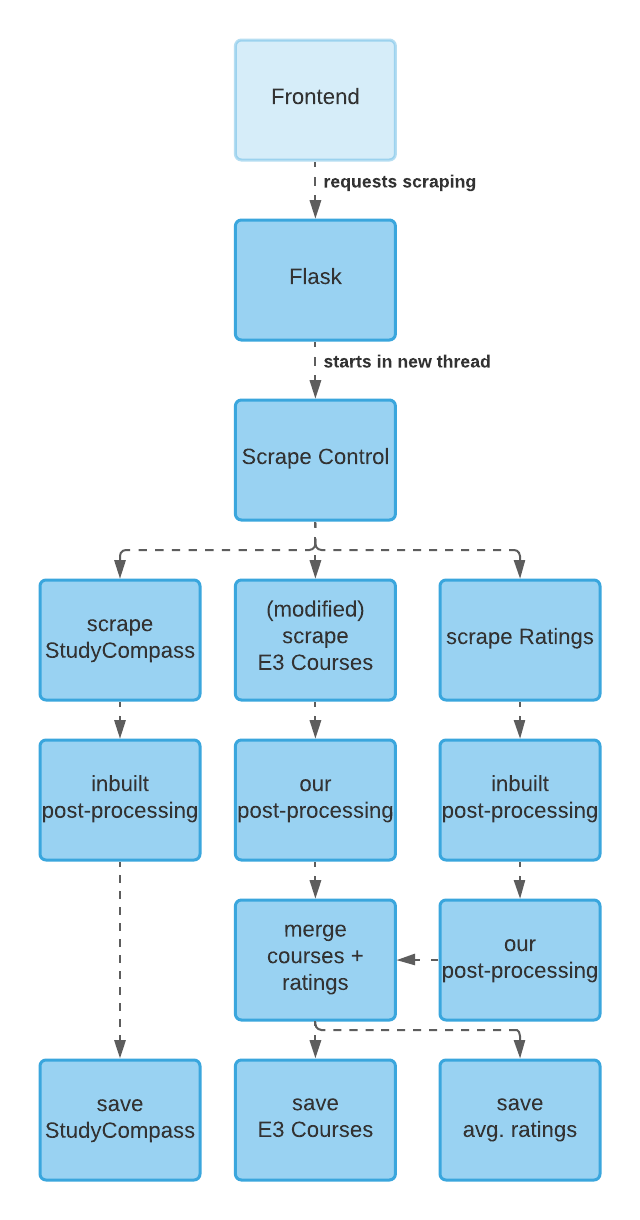 Frontend
requests scraping
Flask
starts in new thread
Scrape Control
scrape
StudyCompass
(modified)
scrape
E3 Courses
scrape Ratings
inbuilt
post-processing
our
post-processing
inbuilt
post-processing
merge
courses +
ratings
our
post-processing
save
StudyCompass
save
E3 Courses
save
avg. ratings